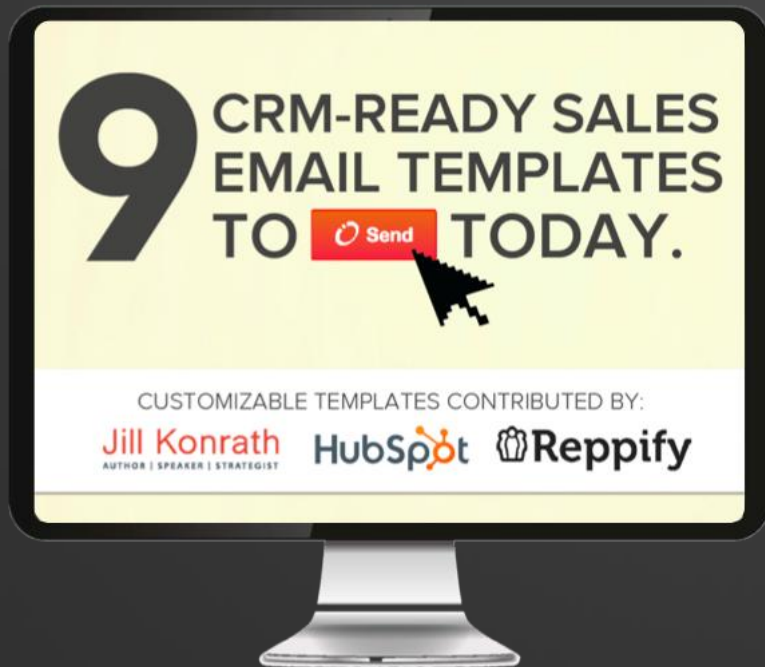 9 CRM-READY SALES
EMAIL TEMPLATES
TO Send TODAY.
CUSTOMIZABLE TEMPLATES CONTRIBUTED BY:
Jill Konrath HubSpot Reppify
AUTHOR | SPEAKER | STRATEGIST